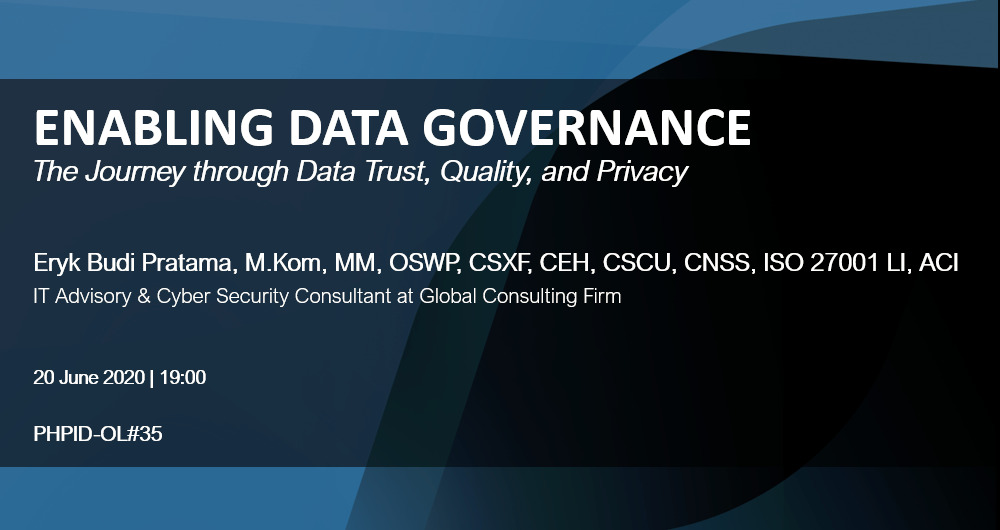 ENABLING DATA GOVERNANCE
The Journey through Data Trust, Quality, and Privacy
Eryk Budi Pratama, M.Kom, MM, OSWP, CSXF, CEH, CSCU, CNSS, ISO 27001 LI, ACI
IT Advisory & Cyber Security Consultant at Global Consulting Firm
20 June 2020 | 19:00
PHPID-OL#35